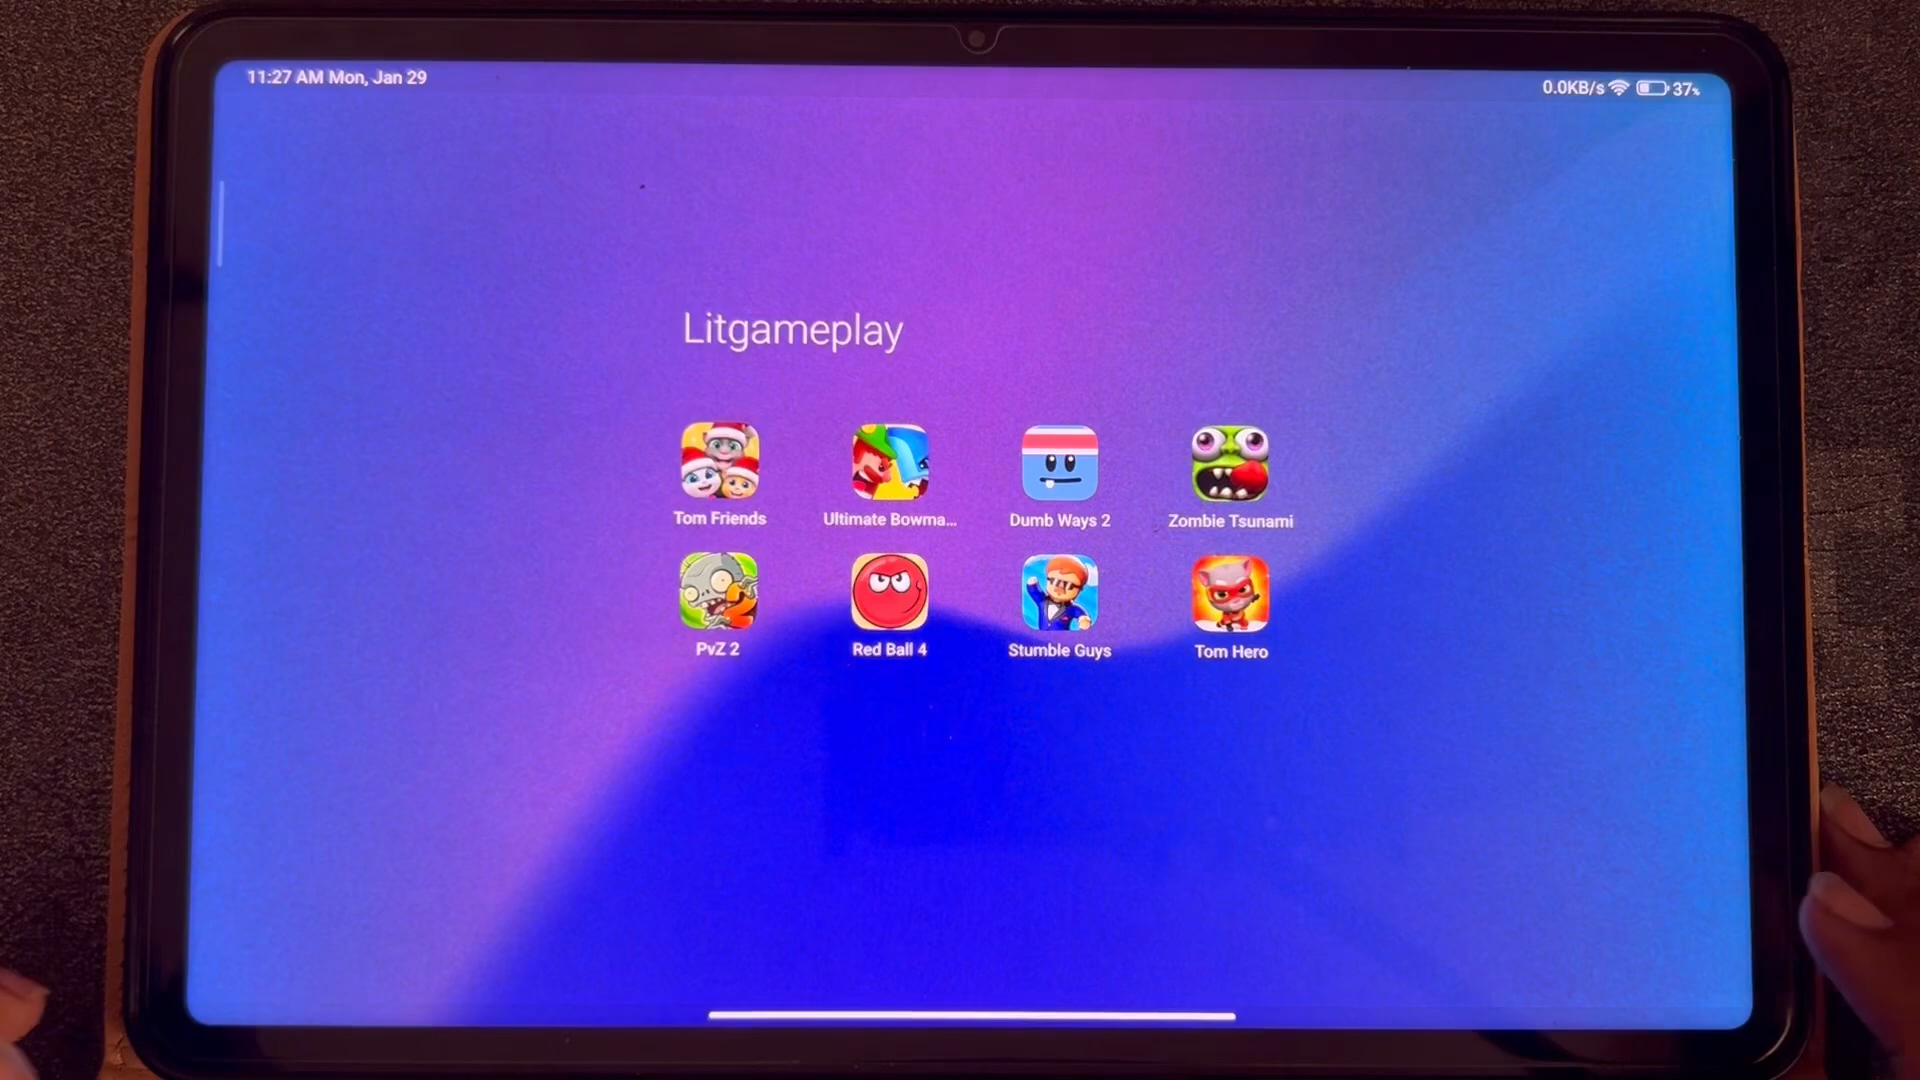 11:27 AM Mon, Jan 29
0.0KB/s 37%
Litgameplay
Tom Friends
Ultimate Bowma...
Dumb Ways 2
Zombie Tsunami
PvZ 2
Red Ball 4
Stumble Guys
Tom Hero